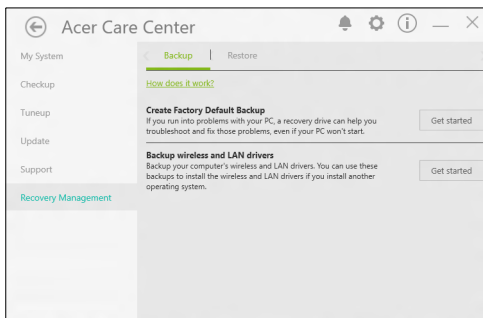 Acer Care Center
My System
Checkup
Tuneup
Update
Support
Recovery Management
Backup
Restore
How does it work?
Create Factory Default Backup
If you run into problems with your PC, a recovery drive can help you
troubleshoot and fix those problems, even if your PC won't start.
Get started
Backup wireless and LAN drivers
Backup your computer's wireless and LAN drivers. You can use these
backups to install the wireless and LAN drivers if you install another
operating system.
Get started